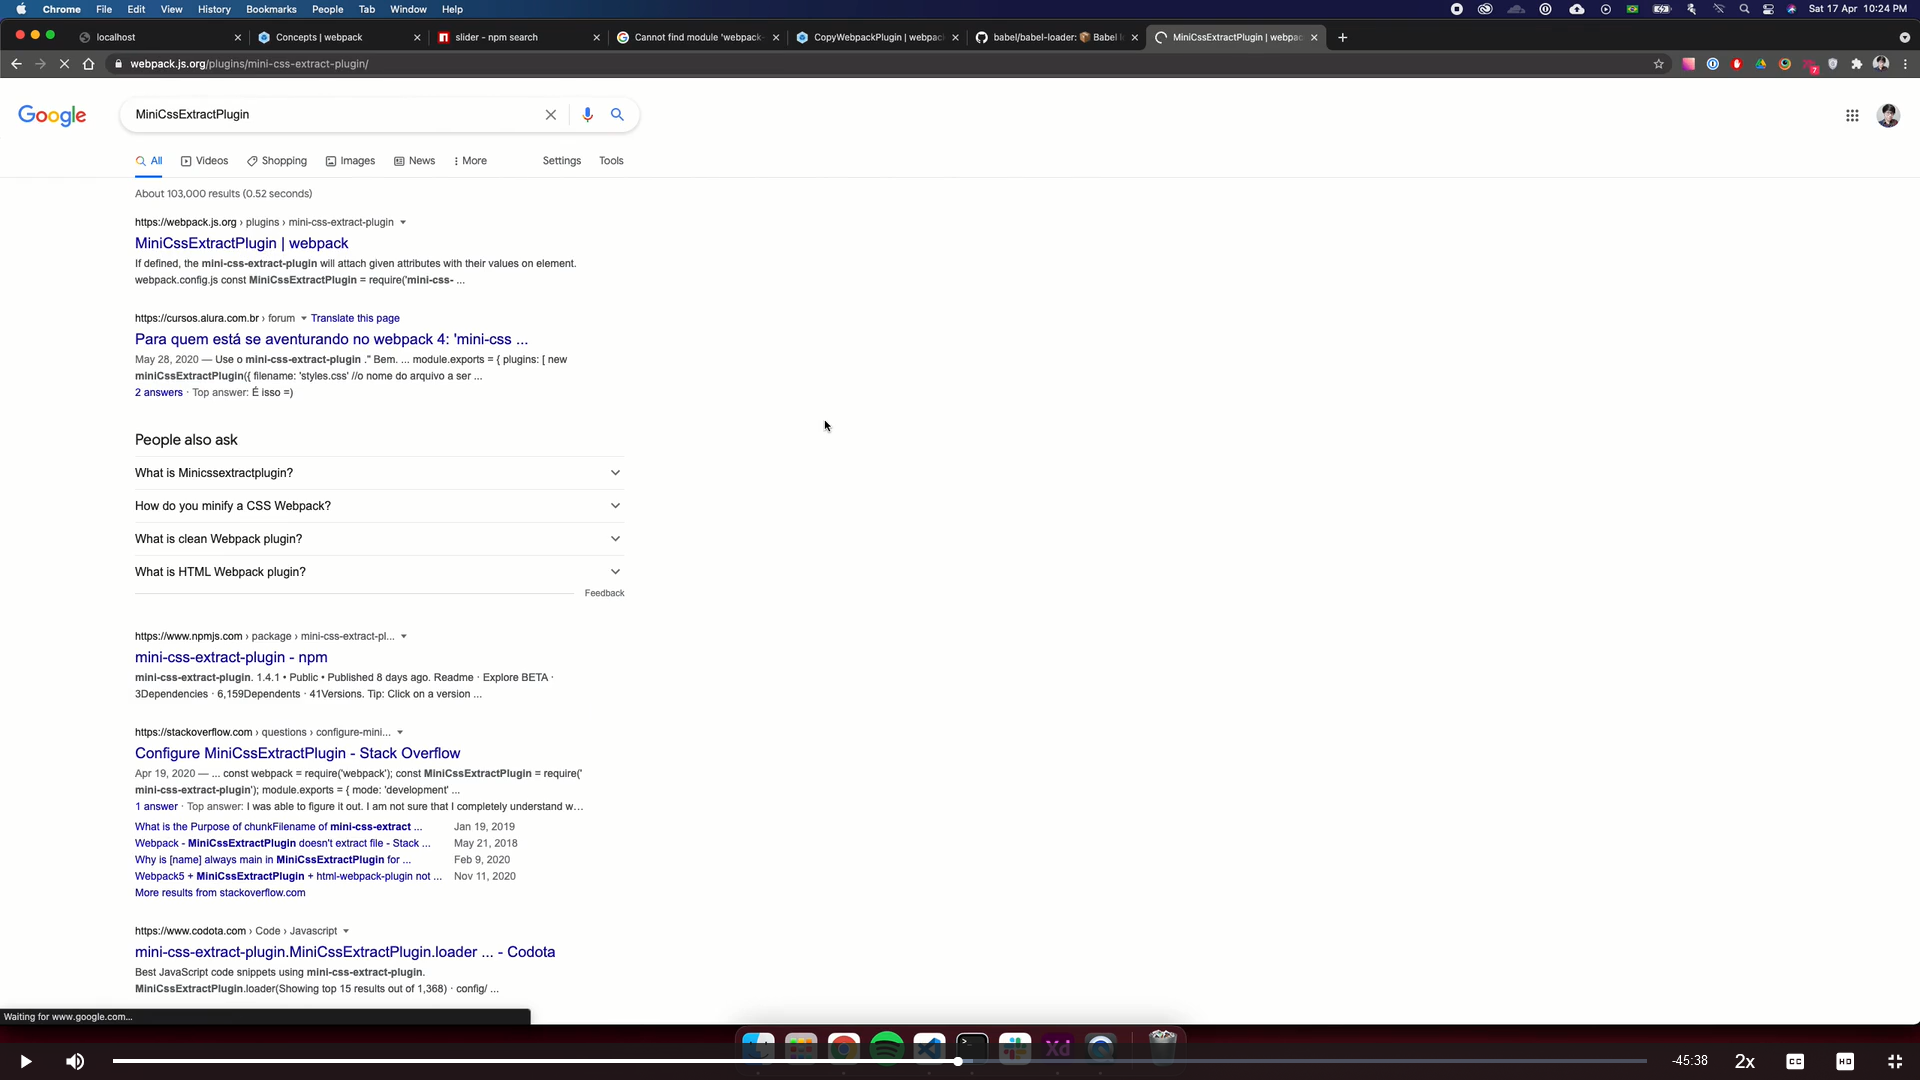 Chrome File Edit View History Bookmarks People Tab Window Help Sat 17 Apr 10:24 PM
localhost Concepts | webpack slider - npm search Cannot find module 'webpack- CopyWebpackPlugin | webpac babel/babel-loader: Babel MiniCssExtractPlugin | webpac
webpack.js.org/plugins/mini-css-extract-plugin/ 7
Google MiniCssExtractPlugin
All Videos Shopping Images News More Settings Tools
About 103,000 results (0.52 seconds)
https://webpack.js.org › plugins › mini-css-extract-plugin
MiniCssExtractPlugin | webpack
If defined, the mini-css-extract-plugin will attach given attributes with their values on element.
webpack.config.js const MiniCssExtractPlugin = require('mini-css- ...
https://cursos.alura.com.br › forum Translate this page
Para quem está se aventurando no webpack 4: 'mini-css ...
May 28, 2020 — Use o mini-css-extract-plugin ." Bem. ... module.exports = { plugins: [ new
miniCssExtractPlugin({ filename: 'styles.css' //o nome do arquivo a ser ...
2 answers · Top answer: É isso =)
People also ask
What is Minicssextractplugin?
How do you minify a CSS Webpack?
What is clean Webpack plugin?
What is HTML Webpack plugin?
Feedback
https://www.npmjs.com › package › mini-css-extract-pl...
mini-css-extract-plugin - npm
mini-css-extract-plugin. 1.4.1 • Public • Published 8 days ago. Readme · Explore BETA ·
3Dependencies · 6,159Dependents · 41Versions. Tip: Click on a version ...
https://stackoverflow.com › questions › configure-mini...
Configure MiniCssExtractPlugin - Stack Overflow
Apr 19, 2020 — ... const webpack = require('webpack'); const MiniCssExtractPlugin = require('
mini-css-extract-plugin'); module.exports = { mode: 'development' ...
1 answer · Top answer: I was able to figure it out. I am not sure that I completely understand w...
What is the Purpose of chunkFilename of mini-css-extract ... Jan 19, 2019
Webpack - MiniCssExtractPlugin doesn't extract file - Stack ... May 21, 2018
Why is [name] always main in MiniCssExtractPlugin for ... Feb 9, 2020
Webpack5 + MiniCssExtractPlugin + html-webpack-plugin not ... Nov 11, 2020
More results from stackoverflow.com
https://www.codota.com › Code › Javascript
mini-css-extract-plugin.MiniCssExtractPlugin.loader ... - Codota
Best JavaScript code snippets using mini-css-extract-plugin.
MiniCssExtractPlugin.loader(Showing top 15 results out of 1,368) · config/ ...
Waiting for www.google.com...
Xd
-45:38 2x CC HD